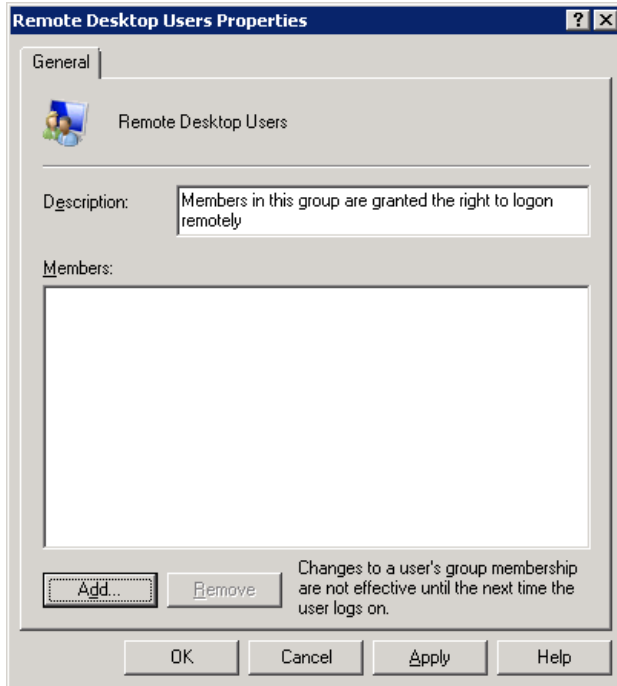 Remote Desktop Users Properties
General
Remote Desktop Users
Description:
Members in this group are granted the right to logon
remotely
Members:
Add...
Remove
Changes to a user's group membership
are not effective until the next time the
user logs on.
OK
Cancel
Apply
Help